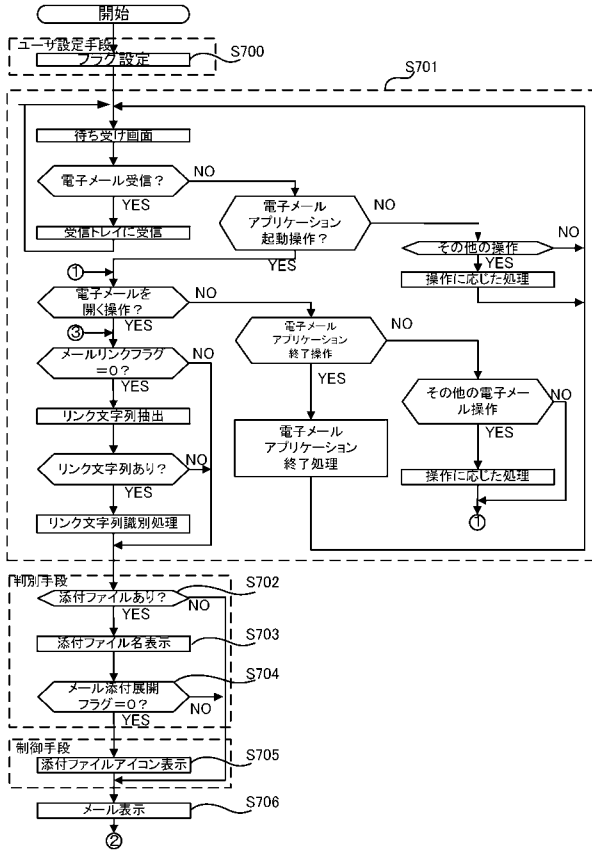 開始
ユーザ設定手段
フラグ設定
S700
S701
待ち受け画面
電子メール受信？
NO
YES
受信トレイに受信
電子メール
アプリケーション
起動操作？
NO
YES
その他の操作
NO
YES
操作に応じた処理
①
電子メールを
開く操作？
NO
YES
③
電子メール
アプリケーション
終了操作
NO
YES
メールリンクフラグ
＝0？
NO
YES
その他の電子メー
ル操作
NO
YES
リンク文字列抽出
電子メール
アプリケーション
終了処理
リンク文字列あり？
NO
YES
操作に応じた処理
①
リンク文字列識別処理
判別手段
添付ファイルあり？
S702
NO
YES
添付ファイル名表示
S703
メール添付展開
フラグ＝0？
S704
NO
YES
制御手段
添付ファイルアイコン表示
S705
メール表示
S706
②